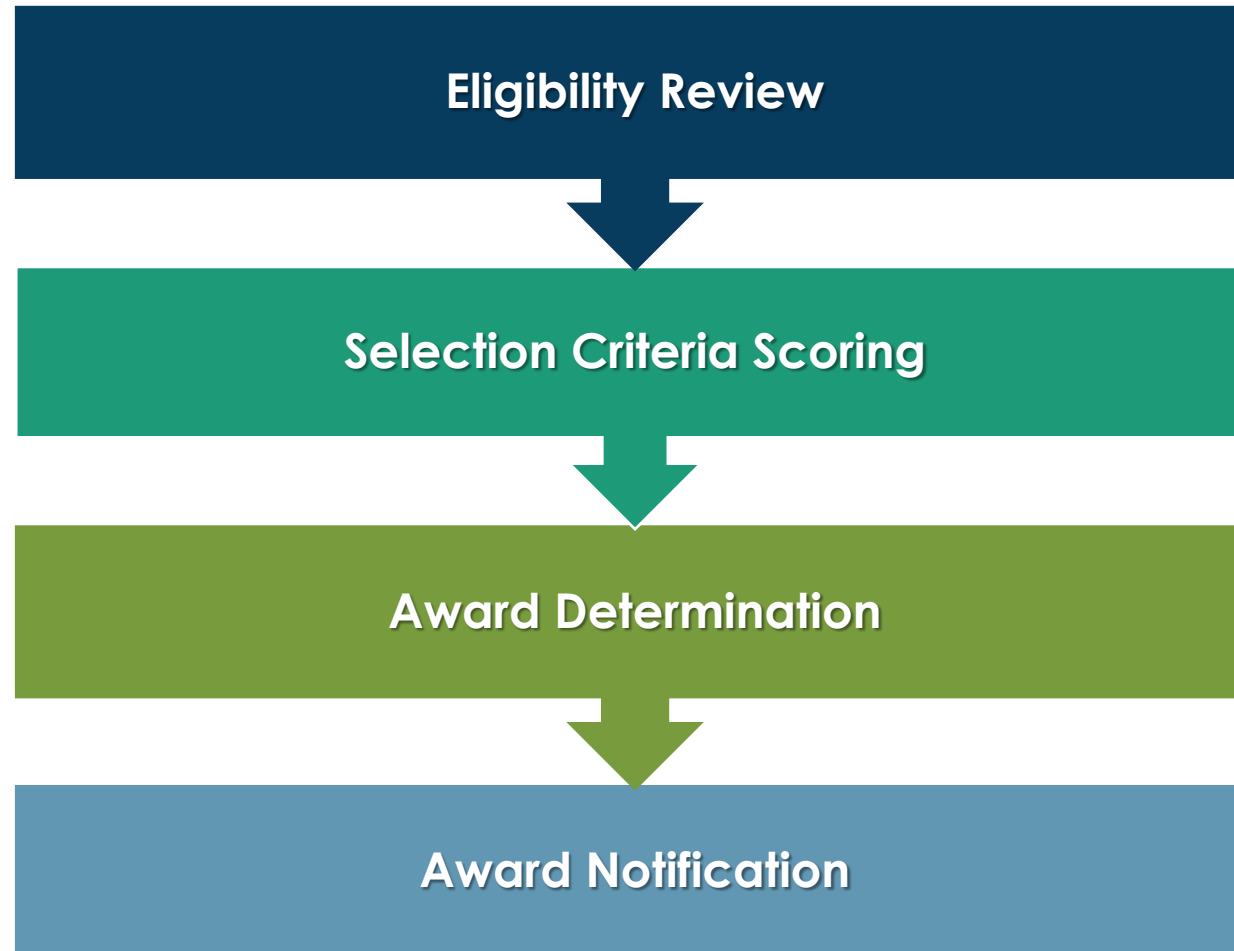 Eligibility Review
Selection Criteria Scoring
Award Determination
Award Notification